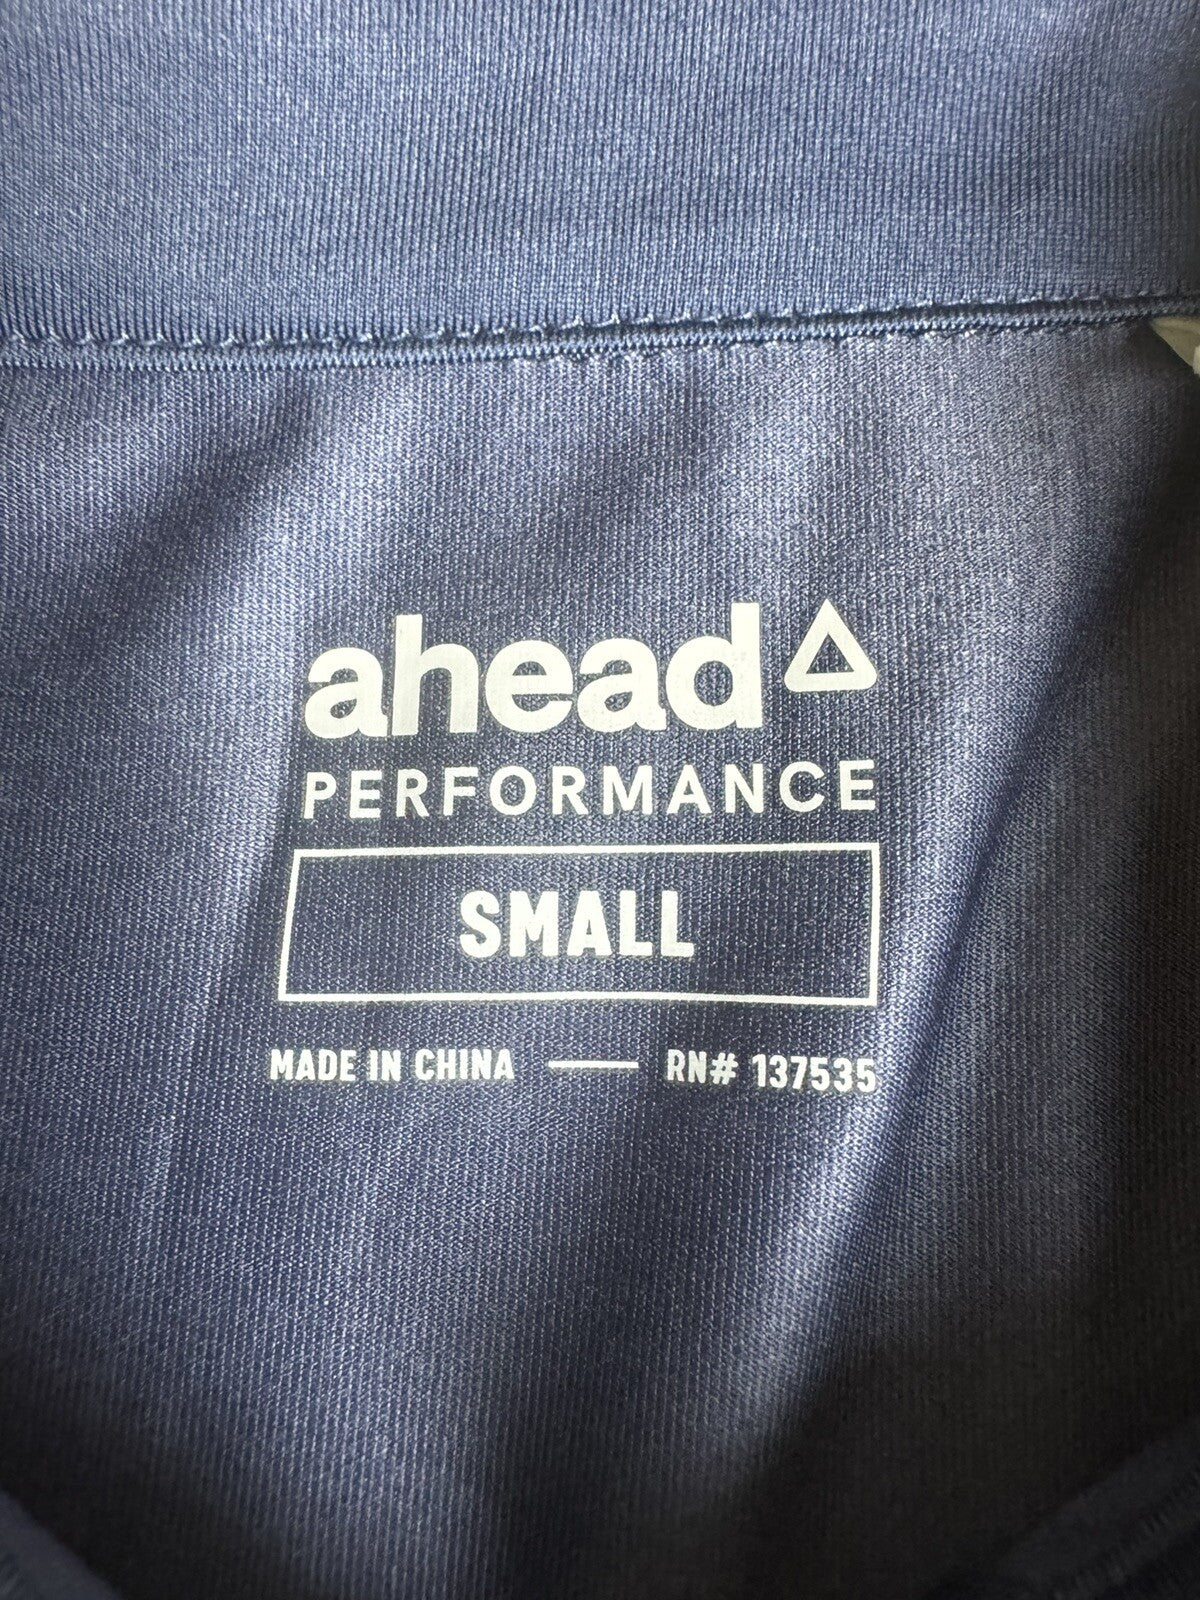 ahead
PERFORMANCE
SMALL
MADE IN CHINA — RN# 137535